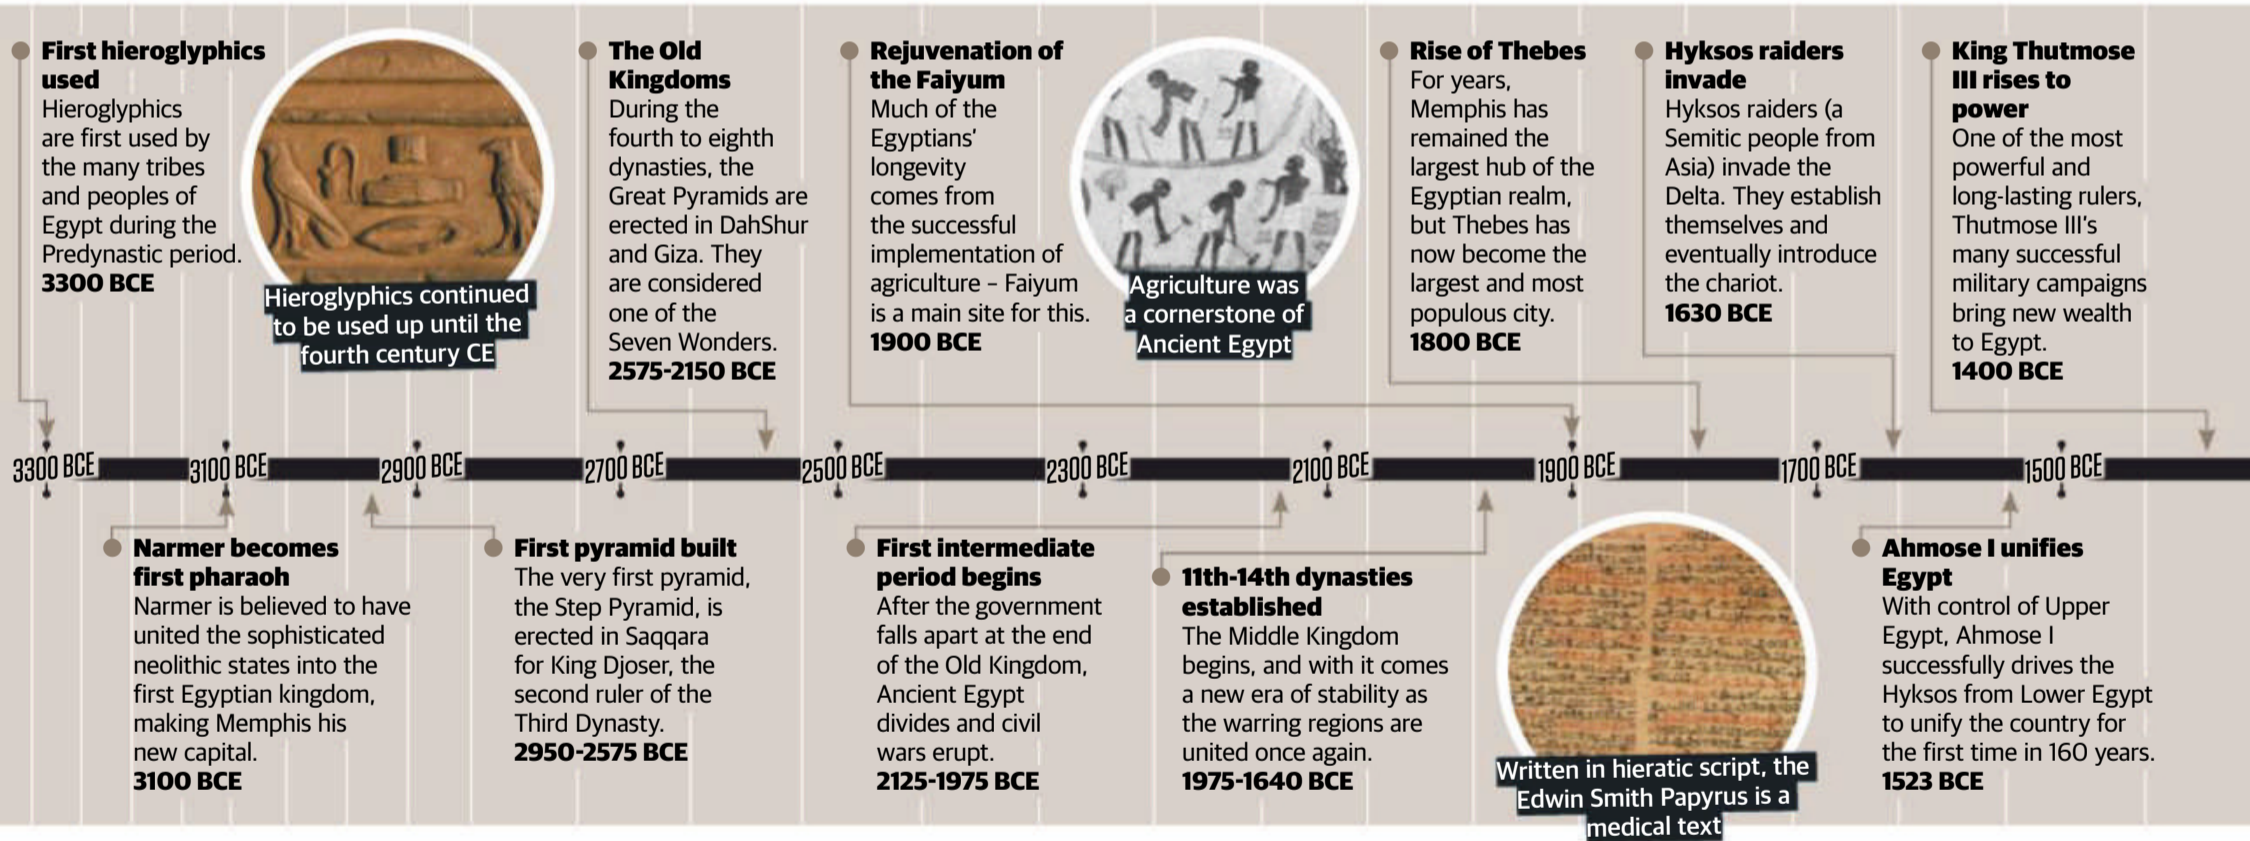 First hieroglyphics
used
Hieroglyphics
are first used by
the many tribes
and peoples of
Egypt during the
Predynastic period.
3300 BCE
Hieroglyphics continued
to be used up until the
fourth century CE
The Old
Kingdoms
During the
fourth to eighth
dynasties, the
Great Pyramids are
erected in DahShur
and Giza. They
are considered
one of the
Seven Wonders.
2575-2150 BCE
Rejuvenation of
the Faiyum
Much of the
Egyptians’
longevity
comes from
the successful
implementation of
agriculture – Faiyum
is a main site for this.
1900 BCE
Agriculture was
a cornerstone of
Ancient Egypt
Rise of Thebes
For years,
Memphis has
remained the
largest hub of the
Egyptian realm,
but Thebes has
now become the
largest and most
populous city.
1800 BCE
Hyksos raiders
invade
Hyksos raiders (a
Semitic people from
Asia) invade the
Delta. They establish
themselves and
eventually introduce
the chariot.
1630 BCE
King Thutmose
III rises to
power
One of the most
powerful and
long-lasting rulers,
Thutmose III’s
many successful
military campaigns
bring new wealth
to Egypt.
1400 BCE
3300 BCE
3100 BCE
2900 BCE
2700 BCE
2500 BCE
2300 BCE
2100 BCE
1900 BCE
1700 BCE
1500 BCE
Narmer becomes
first pharaoh
Narmer is believed to have
united the sophisticated
neolithic states into the
first Egyptian kingdom,
making Memphis his
new capital.
3100 BCE
First pyramid built
The very first pyramid,
the Step Pyramid, is
erected in Saqqara
for King Djoser, the
second ruler of the
Third Dynasty.
2950-2575 BCE
First intermediate
period begins
After the government
falls apart at the end
of the Old Kingdom,
Ancient Egypt
divides and civil
wars erupt.
2125-1975 BCE
11th-14th dynasties
established
The Middle Kingdom
begins, and with it comes
a new era of stability as
the warring regions are
united once again.
1975-1640 BCE
Written in hieratic script, the
Edwin Smith Papyrus is a
medical text
Ahmose I unifies
Egypt
With control of Upper
Egypt, Ahmose I
successfully drives the
Hyksos from Lower Egypt
to unify the country for
the first time in 160 years.
1523 BCE